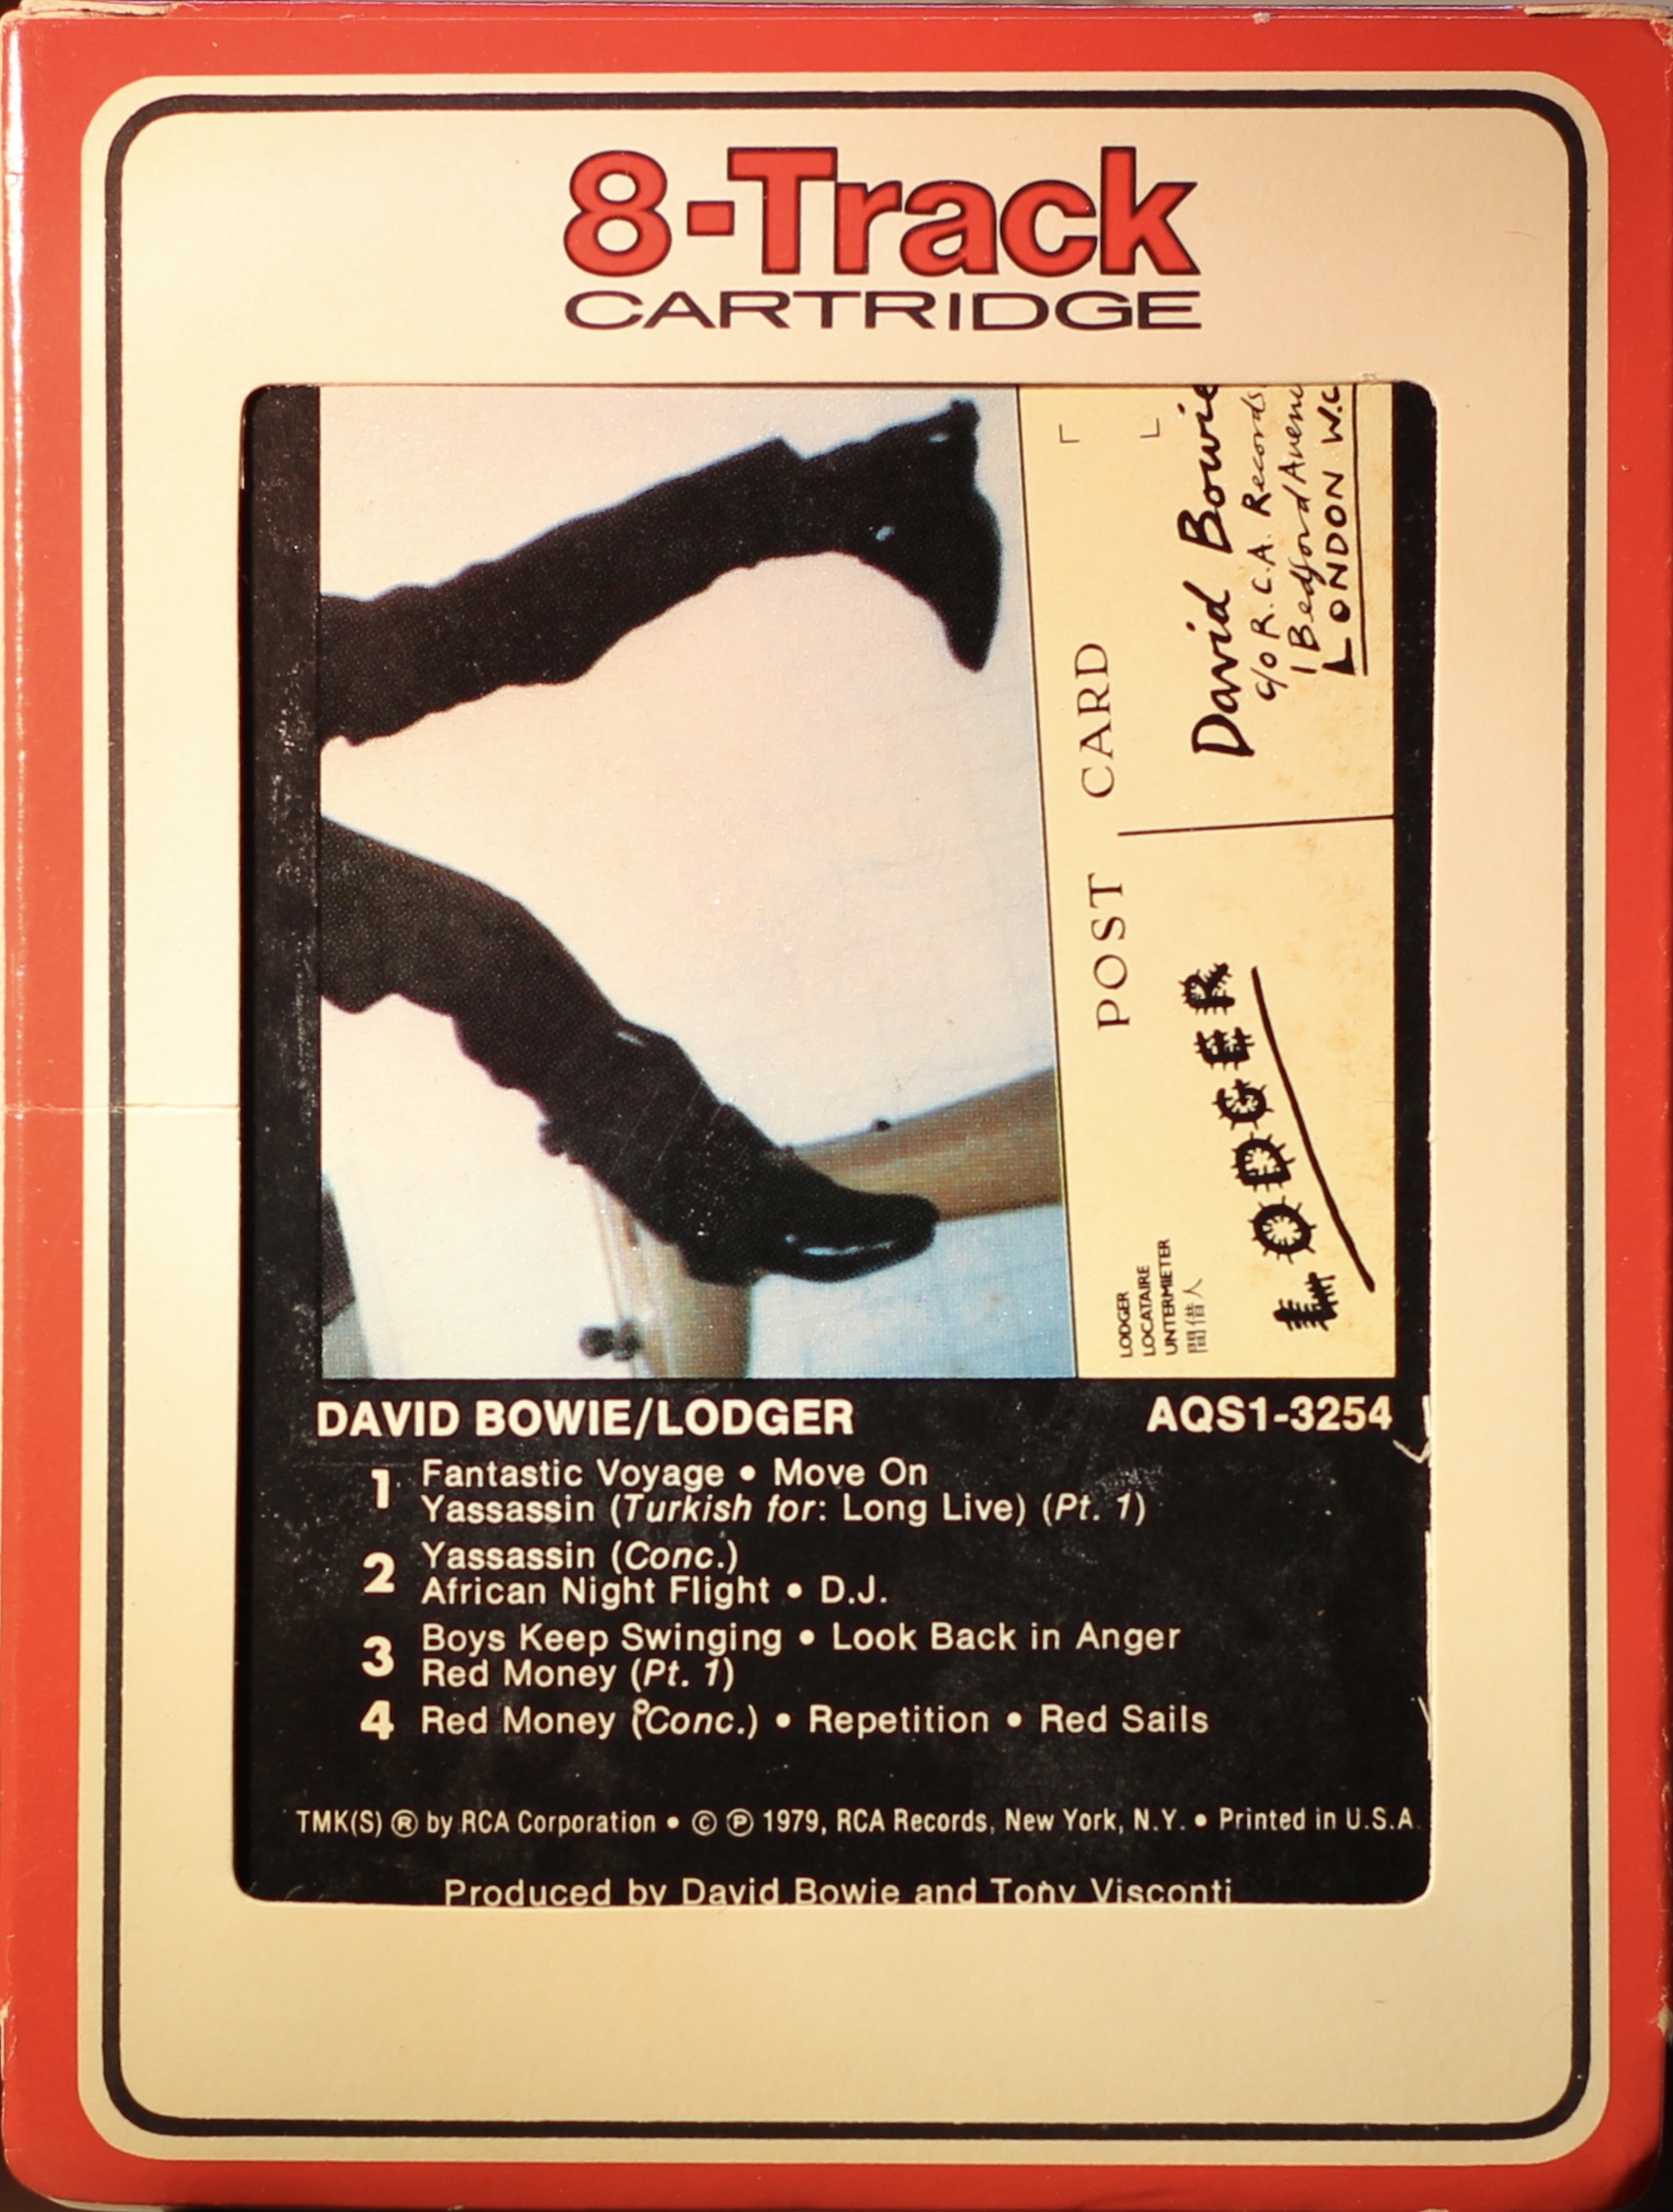 8-Track
CARTRIDGE
POST CARD
David Bowie
c/o R.C.A. Records
1 Bedford Avenu
LONDON W.C
LODGER
LOCATAIRE
UNTERMIETER
間借人
LODGER
DAVID BOWIE/LODGER AQS1-3254
1 Fantastic Voyage • Move On
Yassassin (Turkish for: Long Live) (Pt. 1)
2 Yassassin (Conc.)
African Night Flight • D.J.
3 Boys Keep Swinging • Look Back in Anger
Red Money (Pt. 1)
4 Red Money (Conc.) • Repetition • Red Sails
TMK(S) ® by RCA Corporation • © ℗ 1979, RCA Records, New York, N.Y. • Printed in U.S.A.
Produced by David Bowie and Tony Visconti